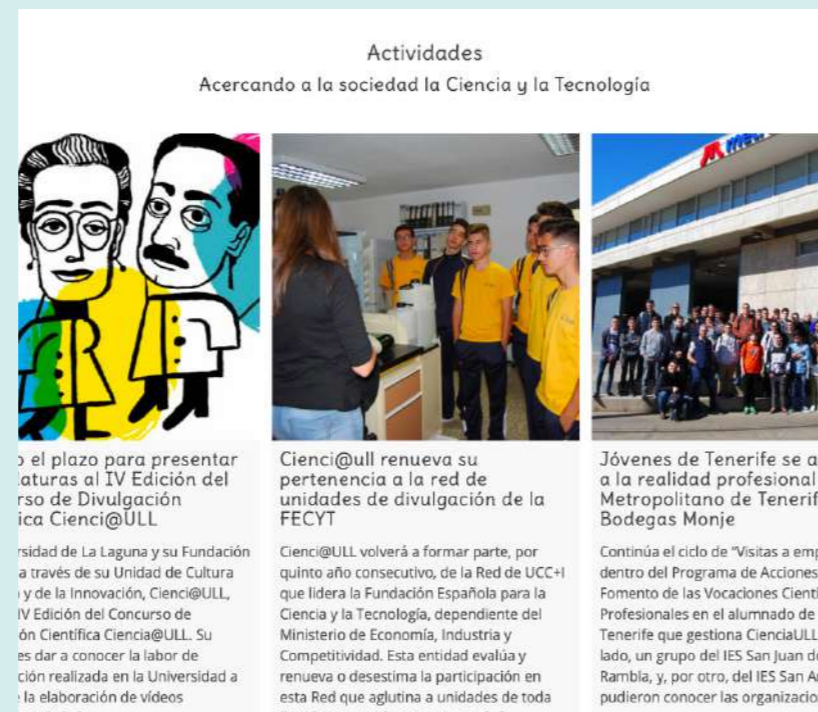 Actividades
Acercando a la sociedad la Ciencia y la Tecnología
el plazo para presentar
aturas al IV Edición del
rso de Divulgación
ica Cienci@ULL
rsidad de La Laguna y su Fundación
a través de su Unidad de Cultura
y de la Innovación, Cienci@ULL,
IV Edición del Concurso de
ón Científica Ciencia@ULL. Su
es dar a conocer la labor de
ción realizada en la Universidad a
la elaboración de vídeos
Cienci@ull renueva su
pertenencia a la red de
unidades de divulgación de la
FECYT
Cienci@ULL volverá a formar parte, por
quinto año consecutivo, de la Red de UCC+I
que lidera la Fundación Española para la
Ciencia y la Tecnología, dependiente del
Ministerio de Economía, Industria y
Competitividad. Esta entidad evalúa y
renueva o desestima la participación en
esta Red que aglutina a unidades de toda
Jóvenes de Tenerife se a
a la realidad profesional
Metropolitano de Tenerif
Bodegas Monje
Continúa el ciclo de "Visitas a emp
dentro del Programa de Acciones
Fomento de las Vocaciones Cientí
Profesionales en el alumnado de
Tenerife que gestiona CienciaULL
lado, un grupo del IES San Juan d
Rambla, y, por otro, del IES San A
pudieron conocer las organizacio